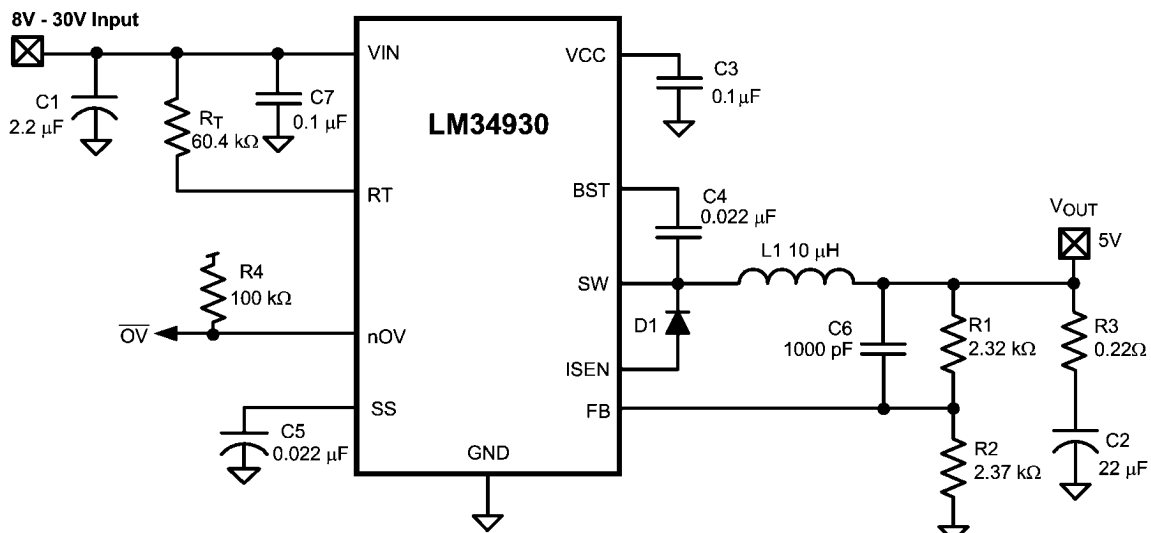 8V - 30V Input
C1
2.2 µF
RT
60.4 kΩ
C7
0.1 µF
VIN
RT
R4
100 kΩ
OV
nOV
SS
C5
0.022 µF
GND
LM34930
VCC
C3
0.1 µF
BST
C4
0.022 µF
SW
L1 10 µH
D1
ISEN
FB
C6
1000 pF
R1
2.32 kΩ
R2
2.37 kΩ
VOUT
5V
R3
0.22Ω
C2
22 µF